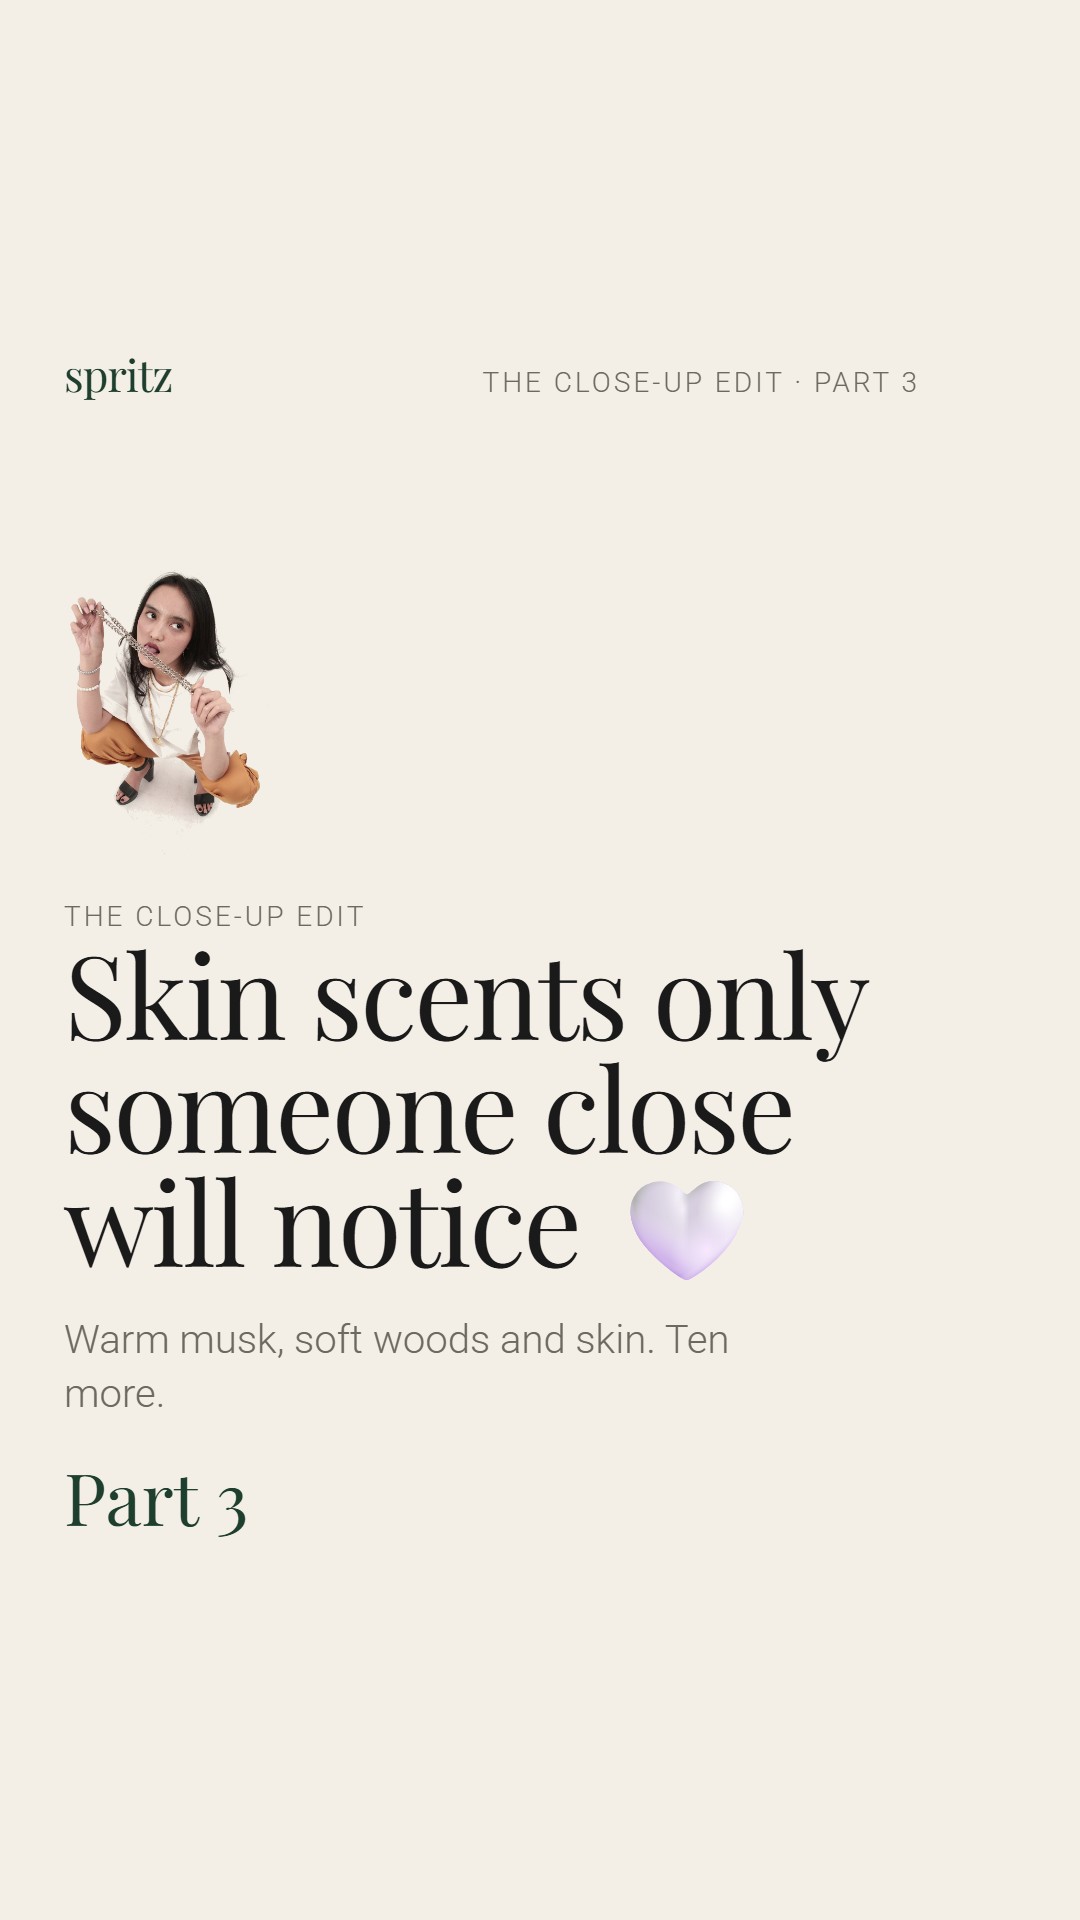 spritz
THE CLOSE-UP EDIT · PART 3
THE CLOSE-UP EDIT
Skin scents only
someone close
will notice
Warm musk, soft woods and skin. Ten
more.
Part 3